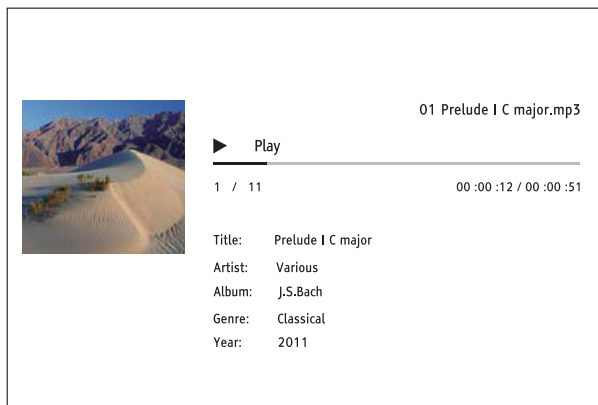 01 Prelude I C major.mp3
Play
1 / 11 00 :00 :12 / 00 :00 :51
Title: Prelude I C major
Artist: Various
Album: J.S.Bach
Genre: Classical
Year: 2011